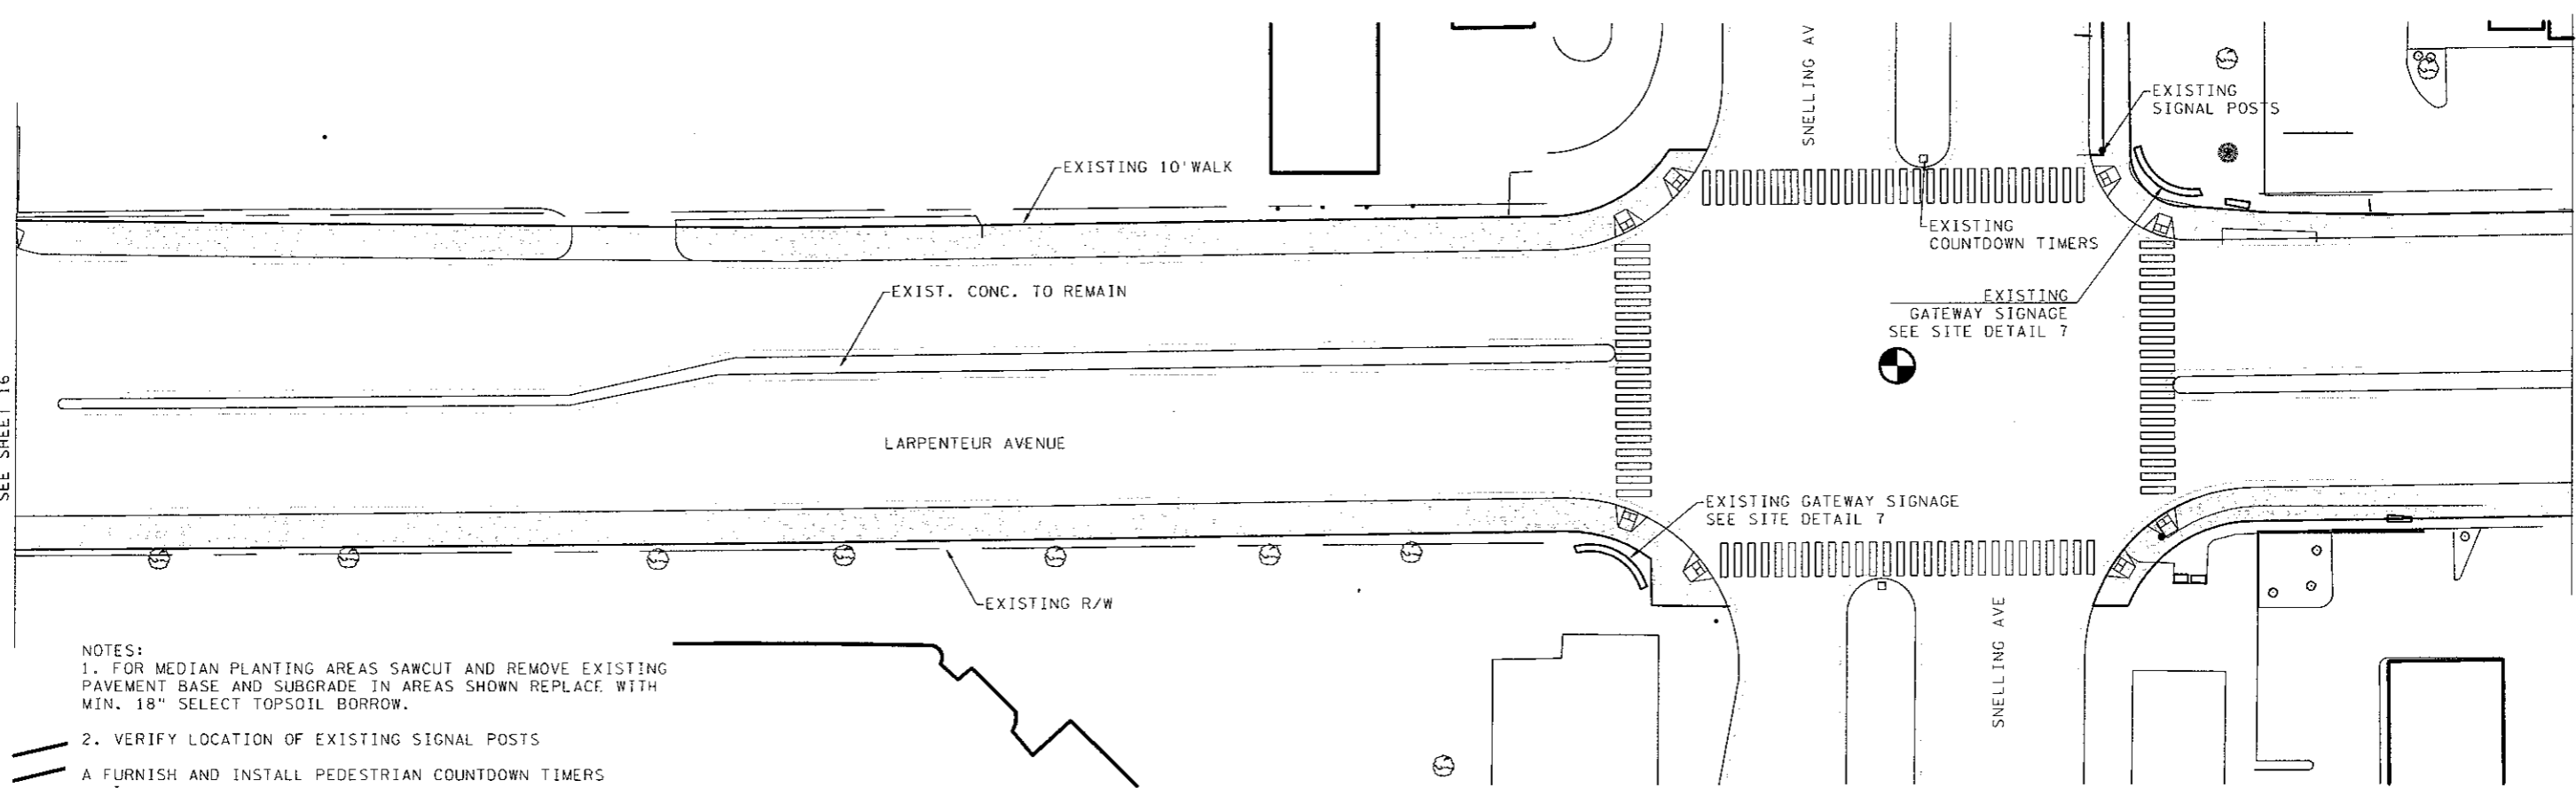 SNELLING AV
EXISTING
SIGNAL POSTS
EXISTING 10' WALK
EXISTING
COUNTDOWN TIMERS
EXIST. CONC. TO REMAIN
EXISTING
GATEWAY SIGNAGE
SEE SITE DETAIL 7
SEE SHEET 16
LARPENTEUR AVENUE
EXISTING GATEWAY SIGNAGE
SEE SITE DETAIL 7
EXISTING R/W
SNELLING AVE
NOTES:
1. FOR MEDIAN PLANTING AREAS SAWCUT AND REMOVE EXISTING
PAVEMENT BASE AND SUBGRADE IN AREAS SHOWN REPLACE WITH
MIN. 18" SELECT TOPSOIL BORROW.
2. VERIFY LOCATION OF EXISTING SIGNAL POSTS
A FURNISH AND INSTALL PEDESTRIAN COUNTDOWN TIMERS